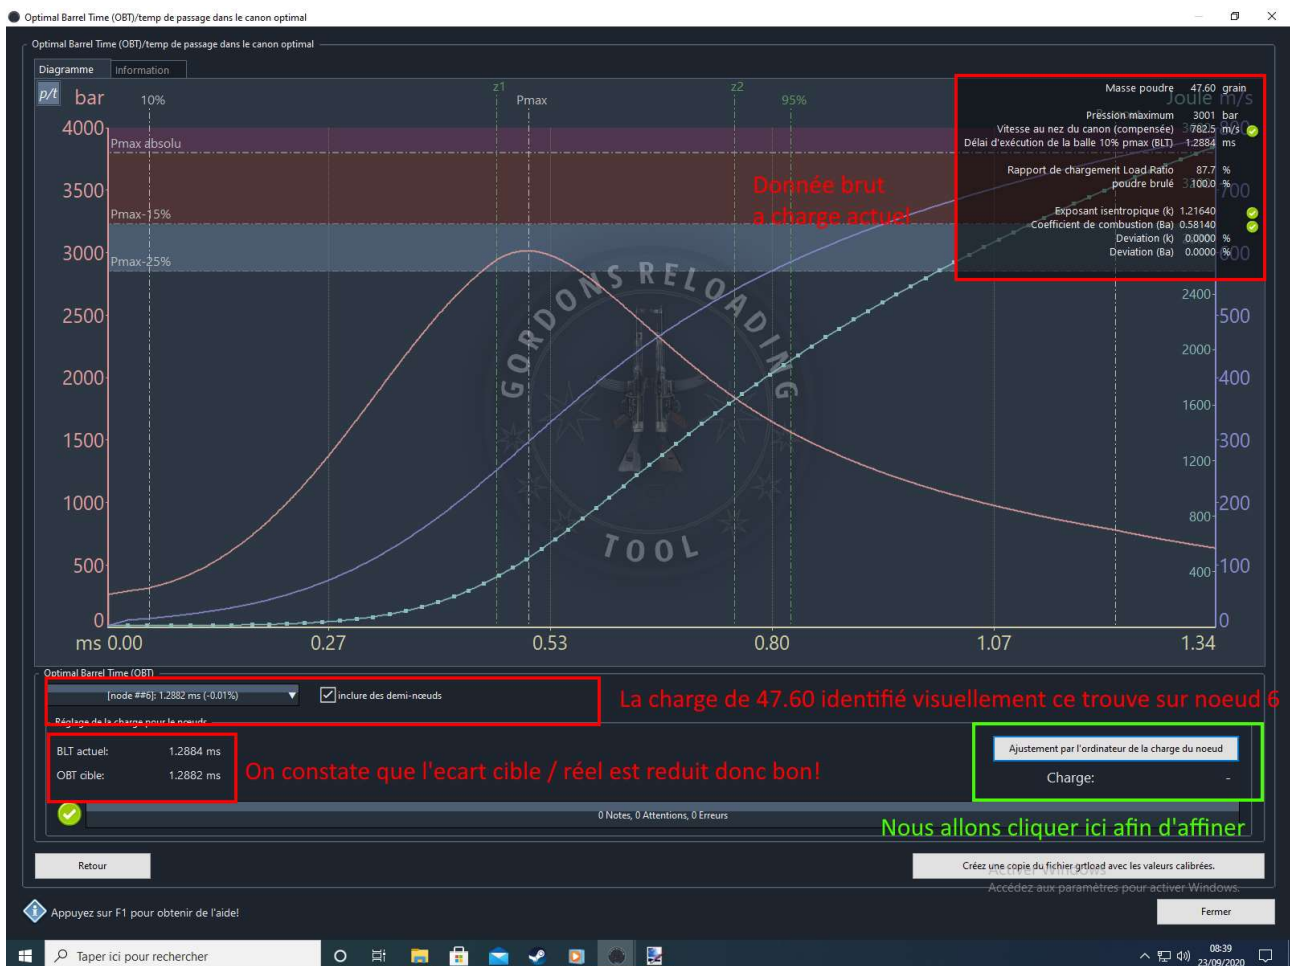 Optimal Barrel Time (OBT)/temp de passage dans le canon optimal
Optimal Barrel Time (OBT)/temp de passage dans le canon optimal
Diagramme
Information
p/t
bar
10%
z1
Pmax
z2
95%
Joule m/s
4000
3500
3000
2500
2000
1500
1000
500
0
Pmax absolu
Pmax-15%
Pmax-25%
Masse poudre 47.60 grain
Pression maximum 3001 bar
Vitesse au nez du canon (compensée) 782.5 m/s
Délai d'exécution de la balle 10% pmax (BLT) 1.2884 ms
Rapport de chargement Load Ratio 87.7 %
poudre brulé 100.0 %
Exposant isentropique (k) 1.21640
Coefficient de combustion (Ba) 0.58140
Deviation (k) 0.0000 %
Deviation (Ba) 0.0000 %
Donnée brut
a charge actuel
GORDONS RELOADING
TOOL
2400
2000
1600
1200
800
400
700
600
500
400
300
200
100
0
ms 0.00 0.27 0.53 0.80 1.07 1.34
Optimal Barrel Time (OBT)
[node ##6]: 1.2882 ms (-0.01%)
inclure des demi-nœuds
La charge de 47.60 identifié visuellement ce trouve sur noeud 6
Réglage de la charge pour le nœuds
BLT actuel: 1.2884 ms
OBT cible: 1.2882 ms
On constate que l'ecart cible / réel est reduit donc bon!
Ajustement par l'ordinateur de la charge du noeud
Charge: -
0 Notes, 0 Attentions, 0 Erreurs
Nous allons cliquer ici afin d'affiner
Retour
Créez une copie du fichier grtload avec les valeurs calibrées.
Activer Windows
Accédez aux paramètres pour activer Windows.
Appuyez sur F1 pour obtenir de l'aide!
Fermer
Taper ici pour rechercher
08:39
23/09/2020